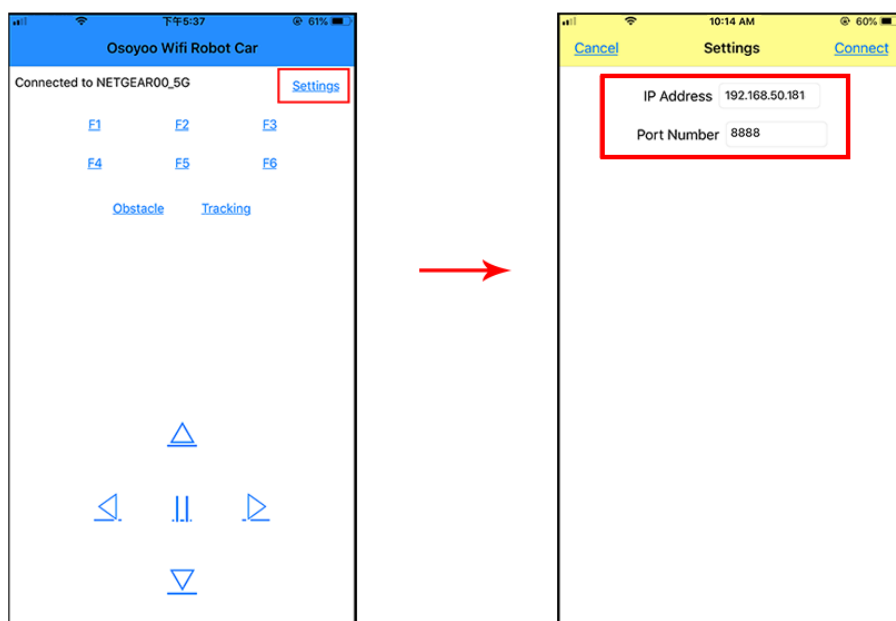 下午5:37
61%
Osoyoo Wifi Robot Car
Connected to NETGEAR00_5G
Settings
F1 F2 F3
F4 F5 F6
Obstacle Tracking
10:14 AM
60%
Cancel Settings Connect
IP Address 192.168.50.181
Port Number 8888